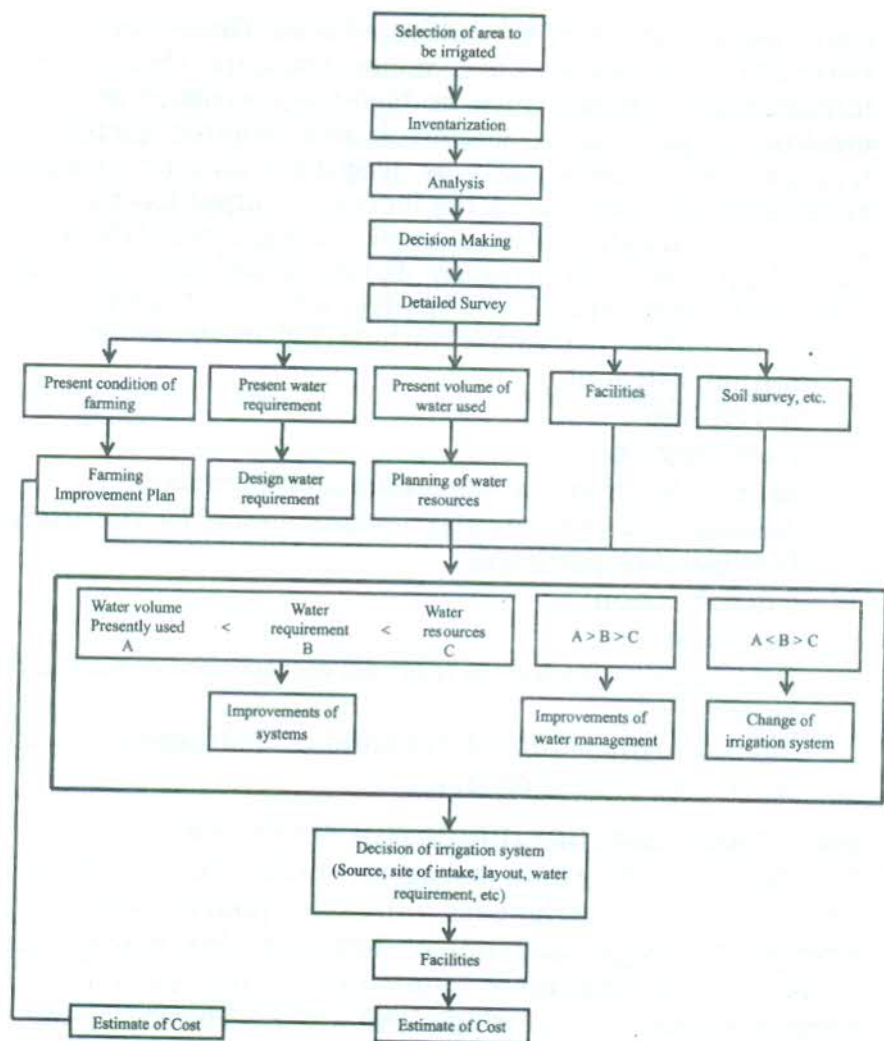 Selection of area to
be irrigated
Inventarization
Analysis
Decision Making
Detailed Survey
Present condition of
farming
Present water
requirement
Present volume of
water used
Facilities
Soil survey, etc.
Farming
Improvement Plan
Design water
requirement
Planning of water
resources
Water volume
Presently used
A
<
Water
requirement
B
<
Water
resources
C
A > B > C
A < B > C
Improvements of
systems
Improvements of
water management
Change of
irrigation system
Decision of irrigation system
(Source, site of intake, layout, water
requirement, etc)
Facilities
Estimate of Cost
Estimate of Cost